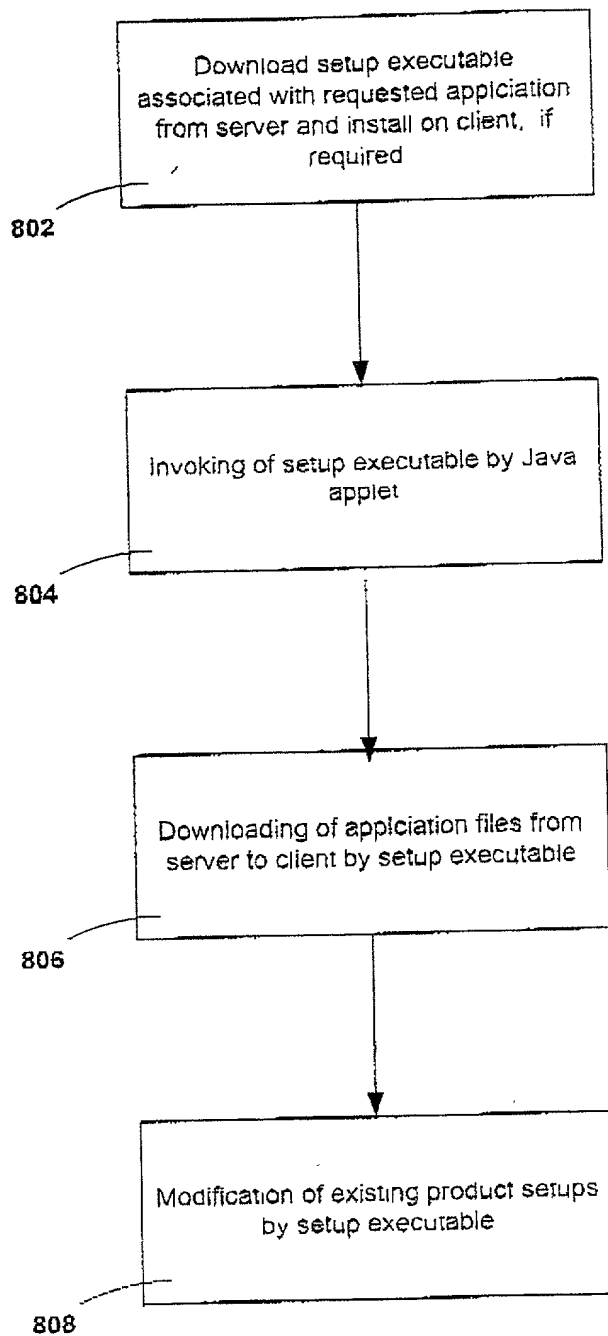 Download setup executable
associated with requested appiciation
from server and install on client, if
required
802
Invoking of setup executable by Java
applet
804
Downloading of appiciation files from
server to client by setup executable
806
Modification of existing product setups
by setup executable
808